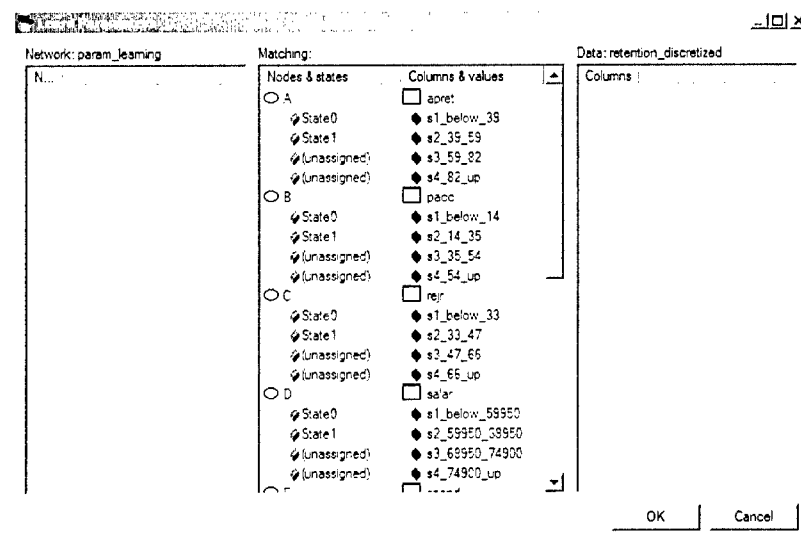 Network: param_learning
Matching:
Data: retention_discretized
N...
Nodes & states Columns & values
Columns
A apret
State0 s1_below_39
State1 s2_39_59
(unassigned) s3_59_82
(unassigned) s4_82_up
B pacc
State0 s1_below_14
State1 s2_14_35
(unassigned) s3_35_54
(unassigned) s4_54_up
C rejr
State0 s1_below_33
State1 s2_33_47
(unassigned) s3_47_66
(unassigned) s4_66_up
D salar
State0 s1_below_59950
State1
(unassigned)
(unassigned) s4_74900_up
OK Cancel